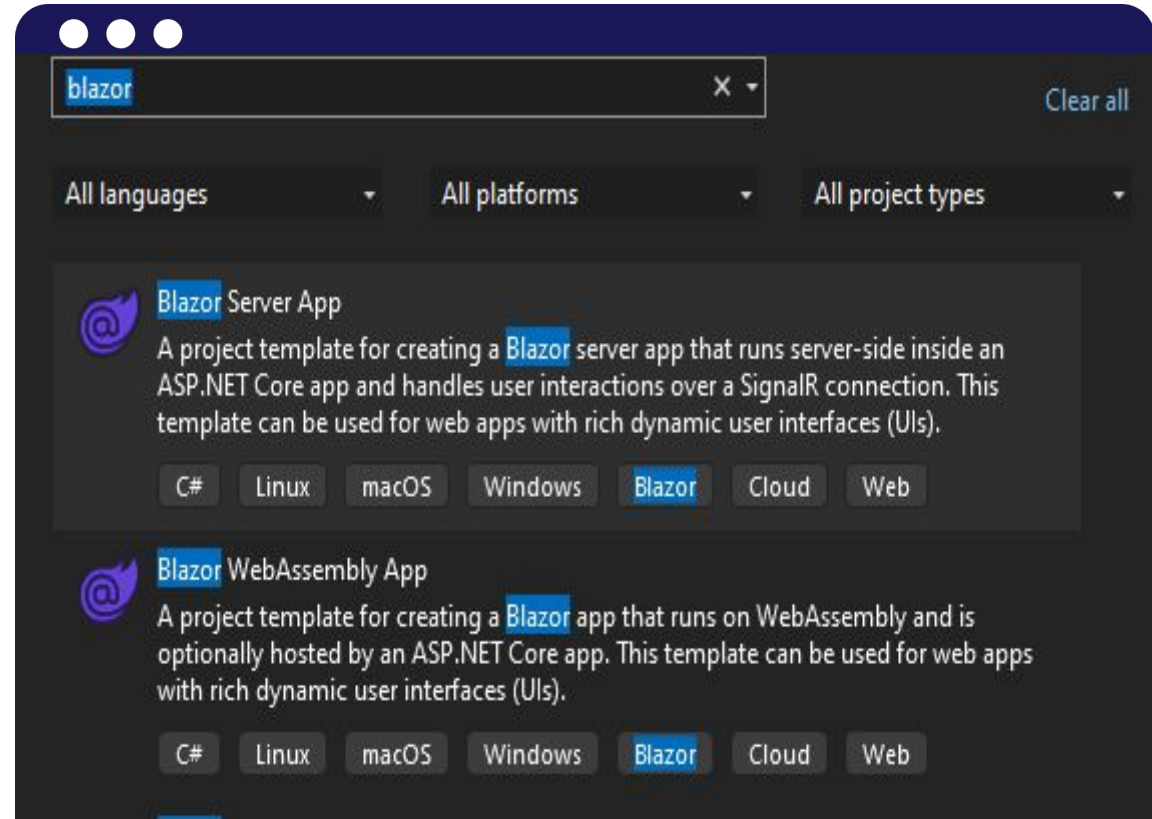 blazor
Clear all
All languages
All platforms
All project types
Blazor Server App
A project template for creating a Blazor server app that runs server-side inside an
ASP.NET Core app and handles user interactions over a SignalR connection. This
template can be used for web apps with rich dynamic user interfaces (UIs).
C# Linux macOS Windows Blazor Cloud Web
Blazor WebAssembly App
A project template for creating a Blazor app that runs on WebAssembly and is
optionally hosted by an ASP.NET Core app. This template can be used for web apps
with rich dynamic user interfaces (UIs).
C# Linux macOS Windows Blazor Cloud Web